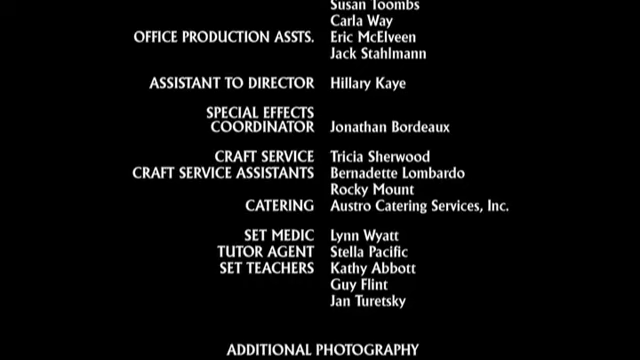 Susan Toombs
Carla Way
OFFICE PRODUCTION ASSTS. Eric McElveen
Jack Stahlmann
ASSISTANT TO DIRECTOR Hillary Kaye
SPECIAL EFFECTS
COORDINATOR Jonathan Bordeaux
CRAFT SERVICE Tricia Sherwood
CRAFT SERVICE ASSISTANTS Bernadette Lombardo
Rocky Mount
CATERING Austro Catering Services, Inc.
SET MEDIC Lynn Wyatt
TUTOR AGENT Stella Pacific
SET TEACHERS Kathy Abbott
Guy Flint
Jan Turetsky
ADDITIONAL PHOTOGRAPHY